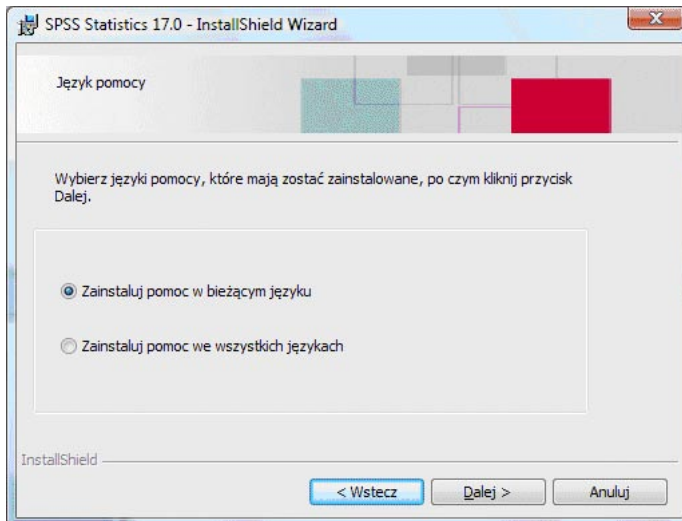 SPSS Statistics 17.0 - InstallShield Wizard
Język pomocy
Wybierz języki pomocy, które mają zostać zainstalowane, po czym kliknij przycisk
Dalej.
Zainstaluj pomoc w bieżącym języku
Zainstaluj pomoc we wszystkich językach
InstallShield
< Wstecz
Dalej >
Anuluj